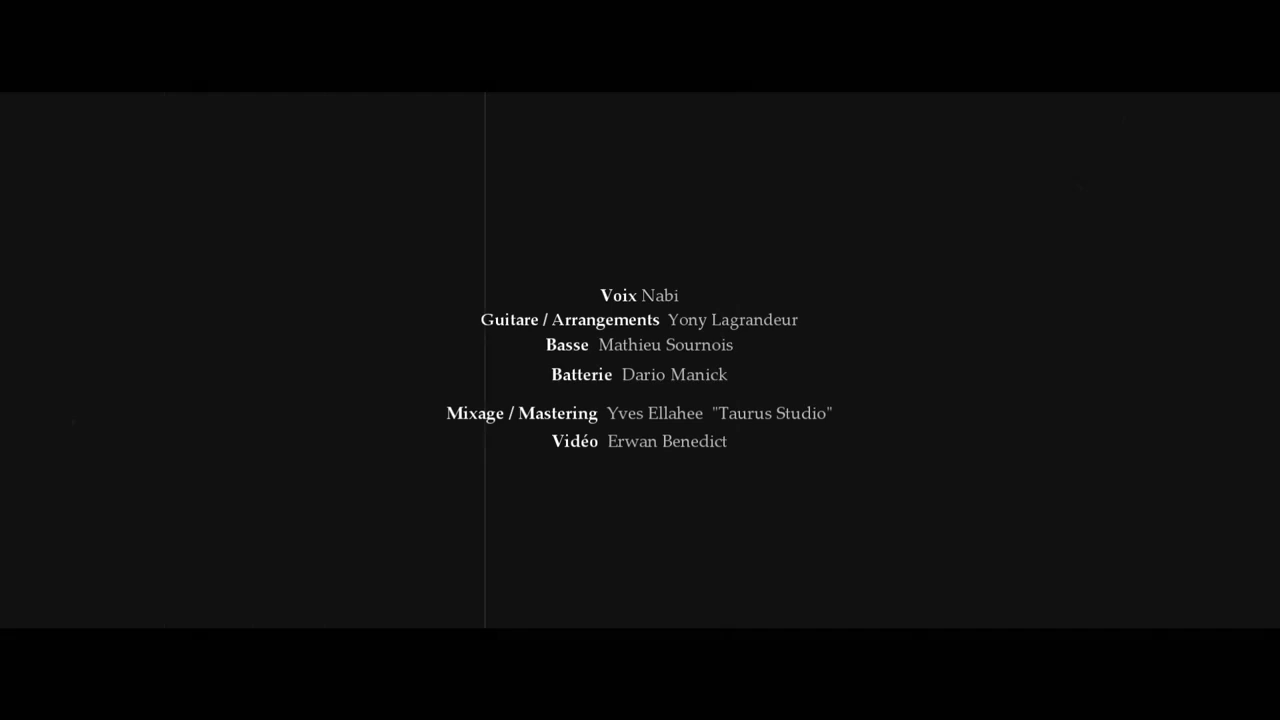 Voix Nabi
Guitare / Arrangements Yony Lagrandeur
Basse Mathieu Sournois
Batterie Dario Manick
Mixage / Mastering Yves Ellahee "Taurus Studio"
Vidéo Erwan Benedict